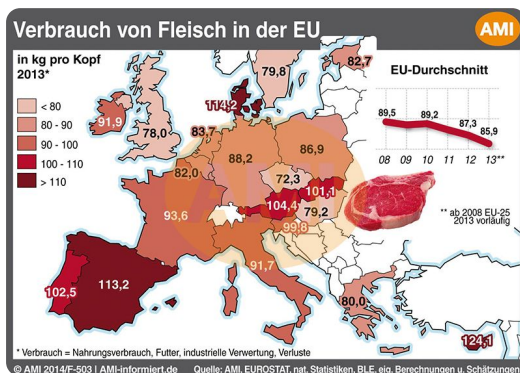 Verbrauch von Fleisch in der EU
AMI
in kg pro Kopf
2013*
< 80
80 - 90
90 - 100
100 - 110
> 110
79,8
82,7
EU-Durchschnitt
89,5
89,2
87,3
85,9
08 09 10 11 12 13**
114,2
91,9
78,0
83,7
82,0
88,2
86,9
72,3
101,1
104,4
79,2
93,6
99,8
91,7
** ab 2008 EU-25
2013 vorläufig
102,5
113,2
80,0
124,1
* Verbrauch = Nahrungsverbrauch, Futter, industrielle Verwertung, Verluste
© AMI 2014/F-503 | AMI-informiert.de Quelle: AMI, EUROSTAT, nat. Statistiken, BLE, eig. Berechnungen u. Schätzungen